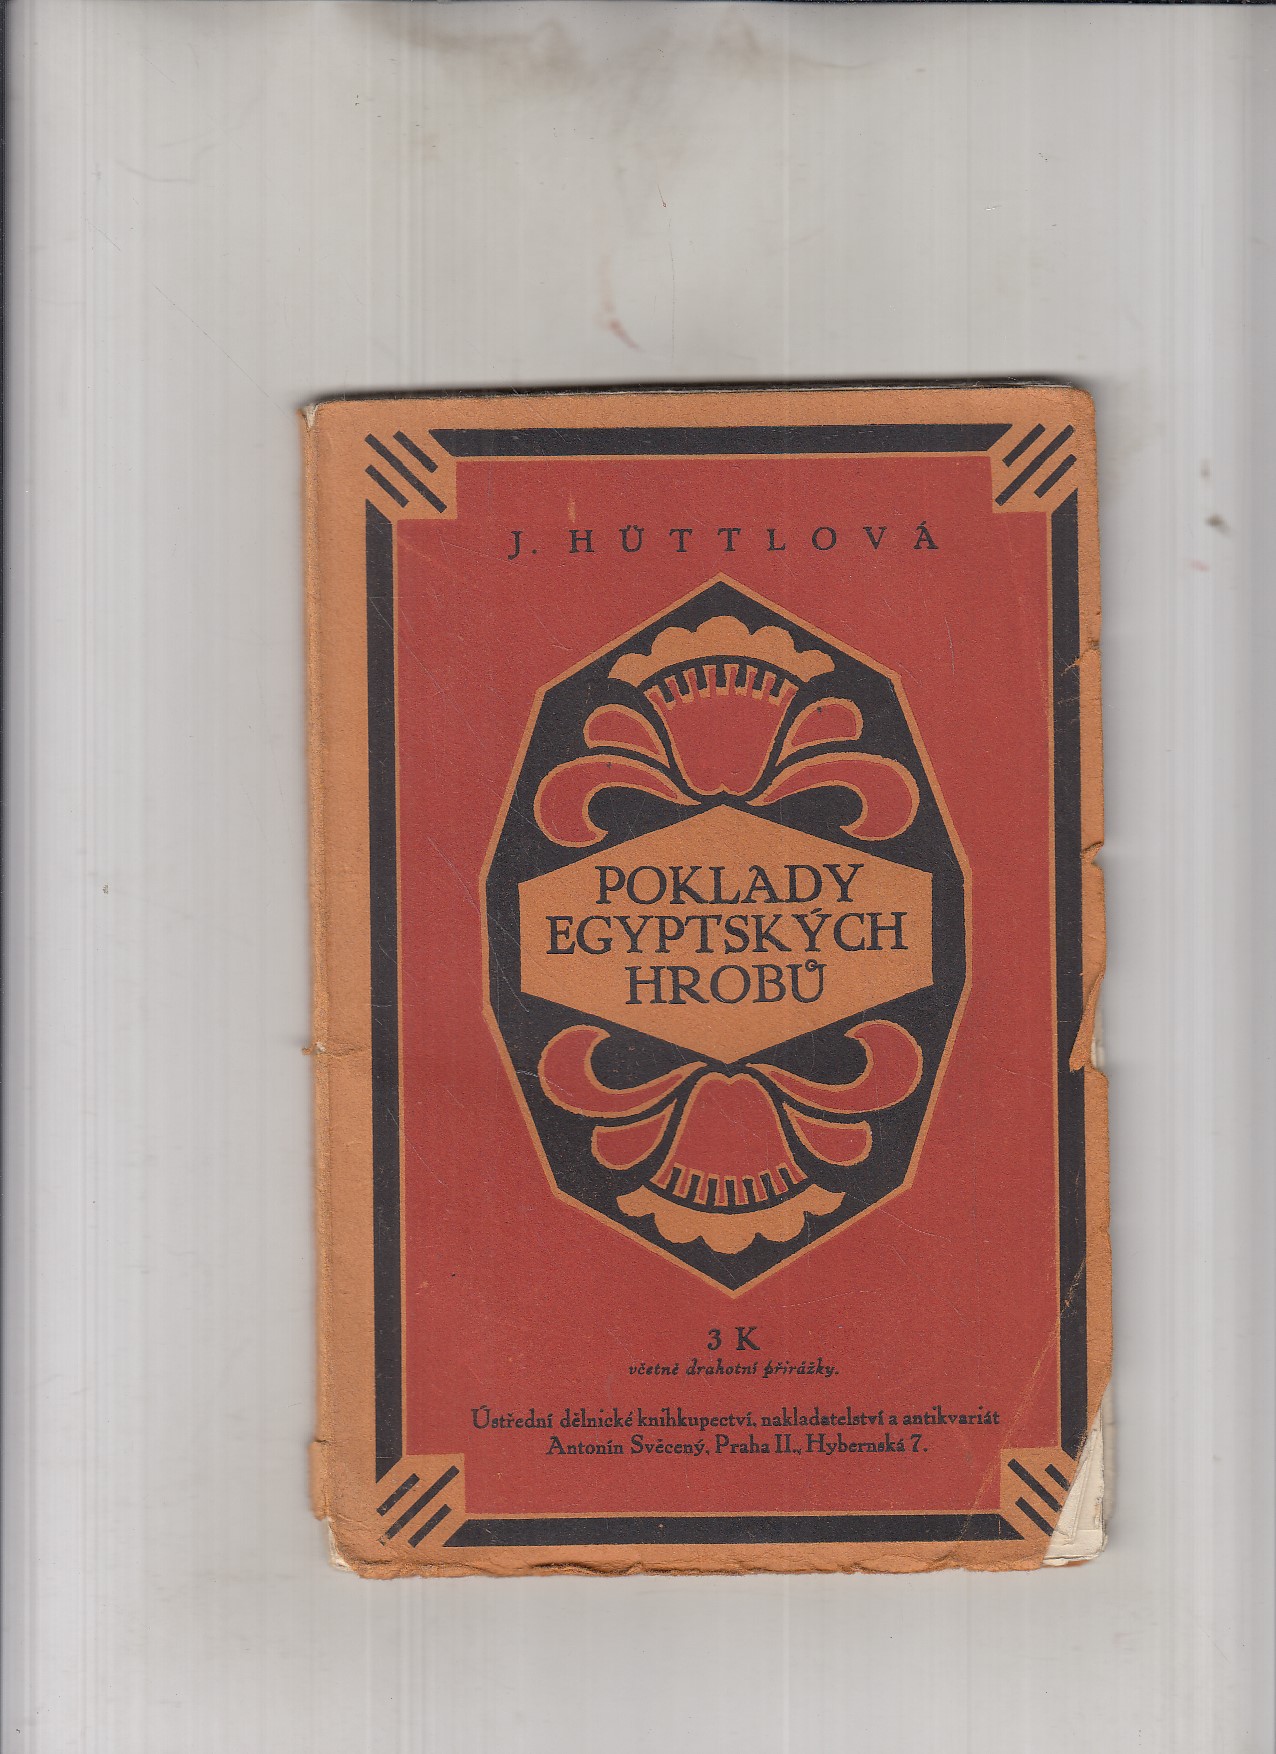 J. HÜTTLOVÁ
POKLADY
EGYPTSKÝCH
HROBŮ
3 K
včetně drahotní přirážky.
Ústřední dělnické knihkupectví, nakladatelství a antikvariát
Antonín Svěcený, Praha II., Hybernská 7.